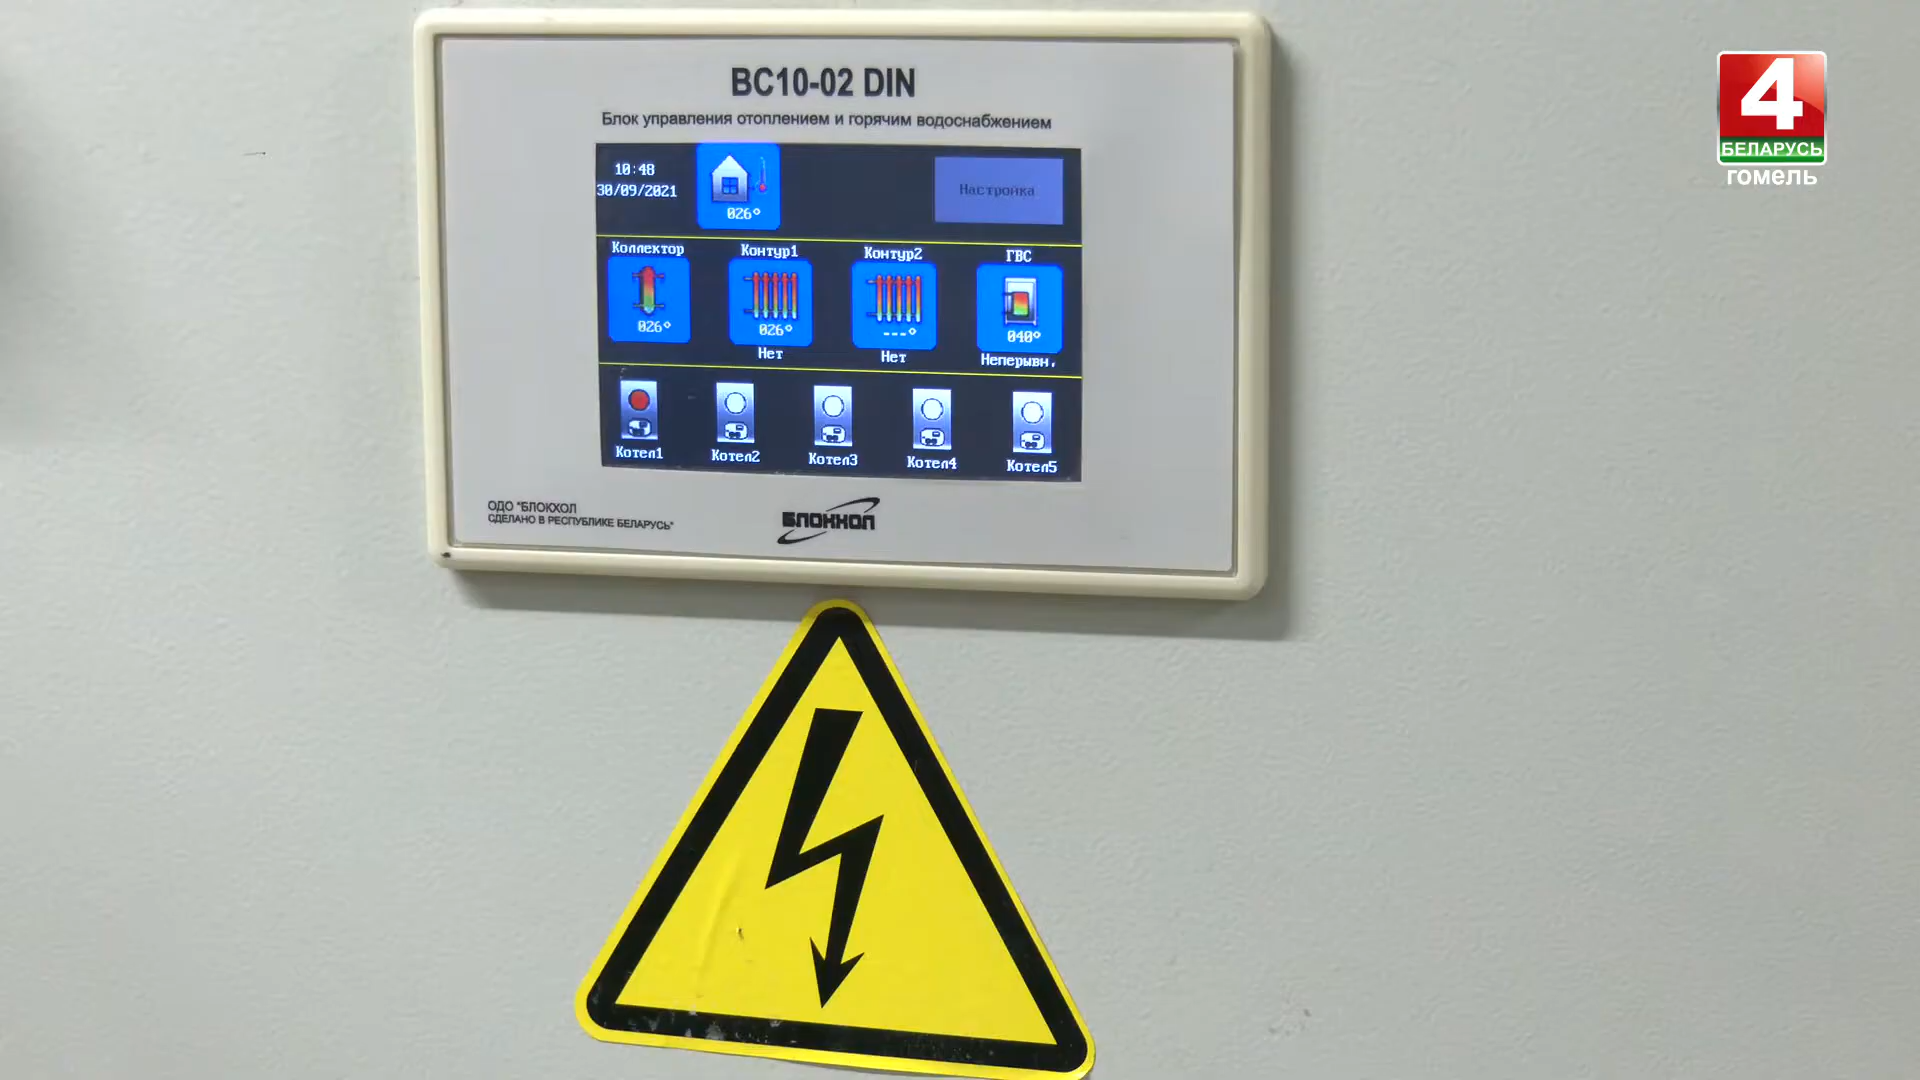 BC10-02 DIN
Блок управления отоплением и горячим водоснабжением
10:48
30/09/2021
026°
Настройка
Коллектор
Контур1
Контур2
ГВС
026°
026°
---°
040°
Нет
Нет
Неперывн.
Котел1
Котел2
Котел3
Котел4
Котел5
ОДО "БЛОКХОЛ
СДЕЛАНО В РЕСПУБЛИКЕ БЕЛАРУСЬ"
БЛОКХОЛ
4
БЕЛАРУСЬ
гомель